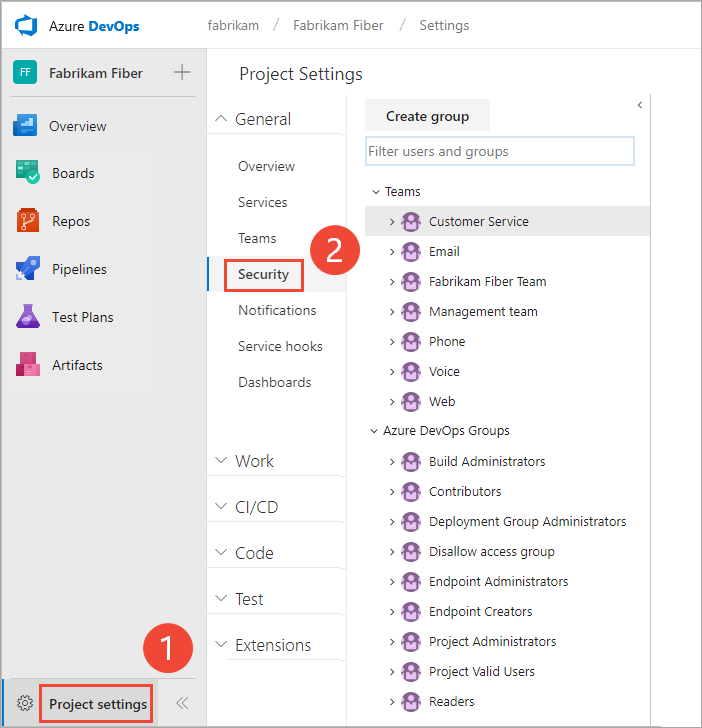 Azure DevOps
fabrikam / Fabrikam Fiber / Settings
FF Fabrikam Fiber +
Overview
Boards
Repos
Pipelines
Test Plans
Artifacts
1
Project settings
Project Settings
General
Overview
Services
Teams
2
Security
Notifications
Service hooks
Dashboards
Work
CI/CD
Code
Test
Extensions
Create group
Filter users and groups
Teams
Customer Service
Email
Fabrikam Fiber Team
Management team
Phone
Voice
Web
Azure DevOps Groups
Build Administrators
Contributors
Deployment Group Administrators
Disallow access group
Endpoint Administrators
Endpoint Creators
Project Administrators
Project Valid Users
Readers